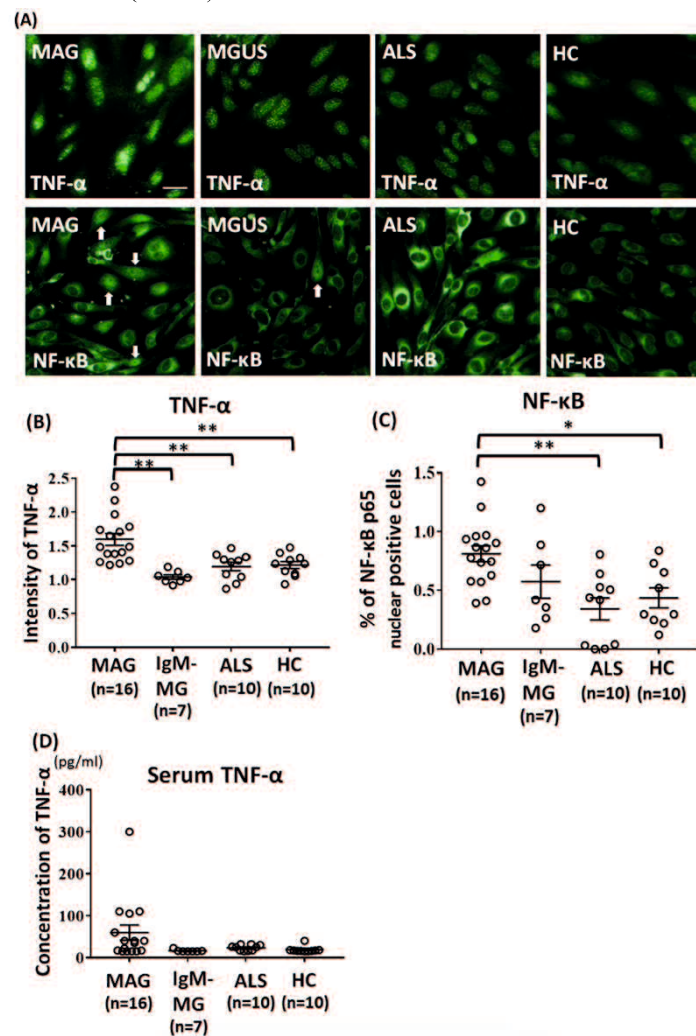 (A)
MAG MGUS ALS HC
TNF-α TNF-α TNF-α TNF-α
MAG MGUS ALS HC
NF-κB NF-κB NF-κB NF-κB
(B) TNF-α
**
**
**
Intensity of TNF-α
2.5
2.0
1.5
1.0
0.5
0.0
MAG IgM-MG ALS HC
(n=16) (n=7) (n=10) (n=10)
(C) NF-κB
*
**
% of NF-κB p65
nuclear positive cells
1.5
1.0
0.5
0.0
MAG IgM-MG ALS HC
(n=16) (n=7) (n=10) (n=10)
(D)
(pg/ml)
Serum TNF-α
Concentration of TNF-α
400
300
200
100
0
MAG IgM-MG ALS HC
(n=16) (n=7) (n=10) (n=10)